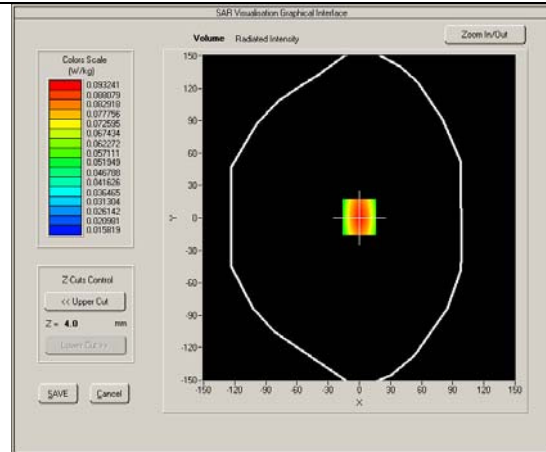 SAR Visualisation Graphical Interface
Volume Radiated Intensity
Zoom In/Out
Colors Scale
(W/kg)
0.093241
0.088079
0.082918
0.077756
0.072595
0.067434
0.062272
0.057111
0.051949
0.046788
0.041626
0.036465
0.031304
0.026142
0.020981
0.015819
Z Cuts Control
<< Upper Cut
Z = 4.0 mm
Lower Cut >>
SAVE Cancel
150
120
90
60
30
0
-30
-60
-90
-120
-150
Y
-150 -120 -90 -60 -30 0 30 60 90 120 150
X